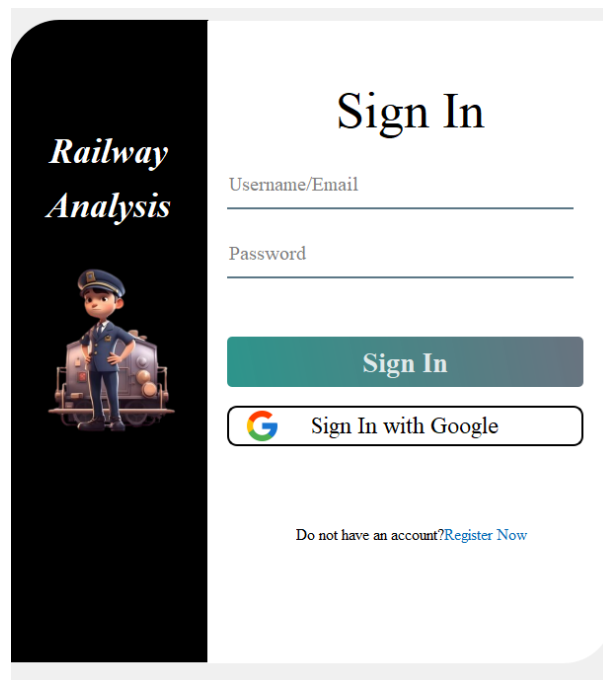 Railway
Analysis
Sign In
Username/Email
Password
Sign In
Sign In with Google
Do not have an account?Register Now